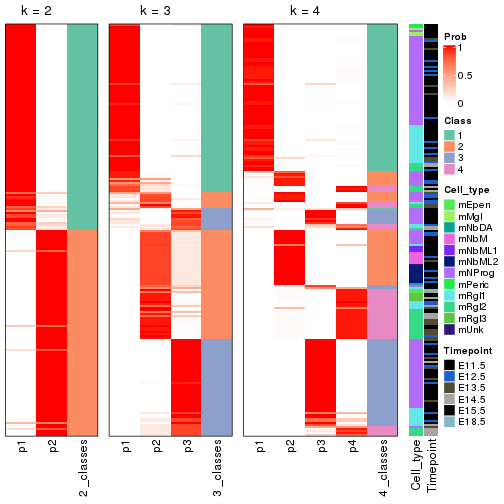 k = 2
k = 3
k = 4
p1
p2
2_classes
p1
p2
p3
3_classes
p1
p2
p3
p4
4_classes
Cell_type
Timepoint
Prob
1
0.5
0
Class
1
2
3
4
Cell_type
mEpen
mMgl
mNbDA
mNbM
mNbML1
mNbML2
mNProg
mPeric
mRgl1
mRgl2
mRgl3
mUnk
Timepoint
E11.5
E12.5
E13.5
E14.5
E15.5
E18.5